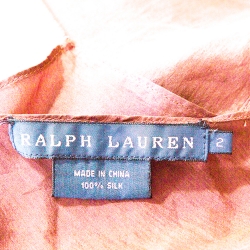 RALPH LAUREN 2
MADE IN CHINA
100% SILK